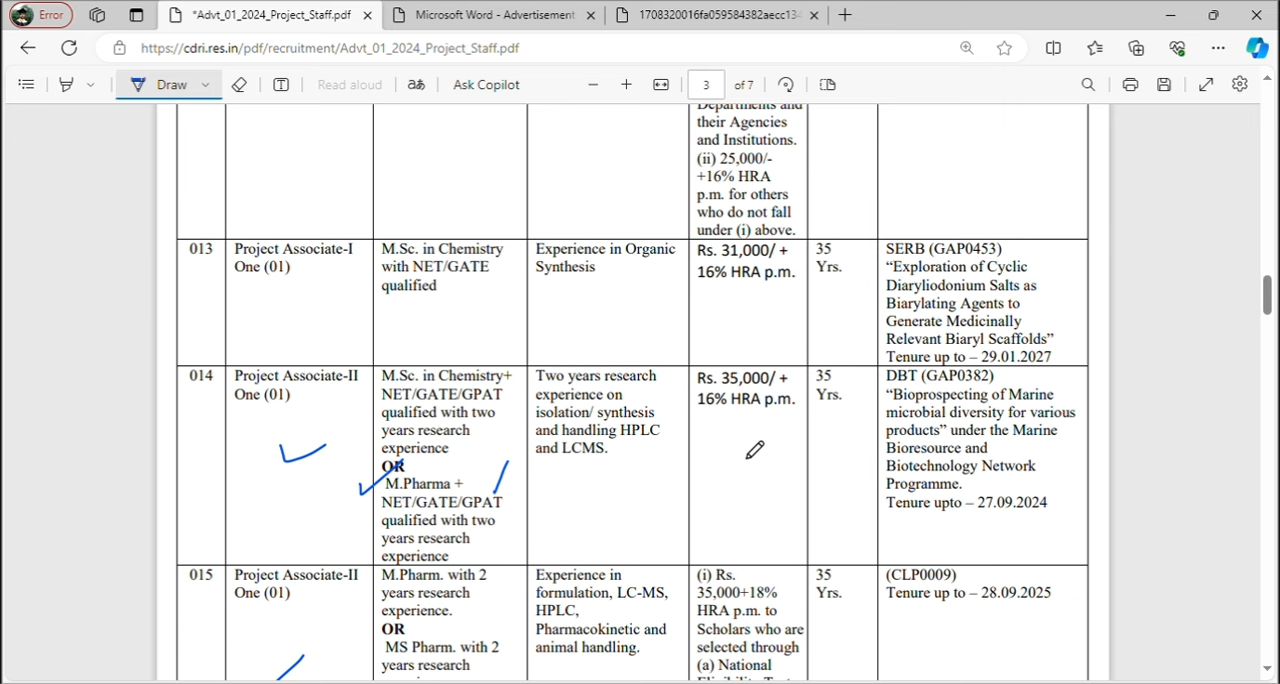 Error
*Advt_01_2024_Project_Staff.pdf
Microsoft Word - Advertisement
1708320016fa059584382aecc134
https://cdri.res.in/pdf/recruitment/Advt_01_2024_Project_Staff.pdf
Draw
Read aloud
aあ
Ask Copilot
3
of 7
Departments and
their Agencies
and Institutions.
(ii) 25,000/-
+16% HRA
p.m. for others
who do not fall
under (i) above.
013
Project Associate-I
One (01)
M.Sc. in Chemistry
with NET/GATE
qualified
Experience in Organic
Synthesis
Rs. 31,000/ +
16% HRA p.m.
35
Yrs.
SERB (GAP0453)
“Exploration of Cyclic
Diaryliodonium Salts as
Biarylating Agents to
Generate Medicinally
Relevant Biaryl Scaffolds”
Tenure up to – 29.01.2027
014
Project Associate-II
One (01)
M.Sc. in Chemistry+
NET/GATE/GPAT
qualified with two
years research
experience
OR
M.Pharma +
NET/GATE/GPAT
qualified with two
years research
experience
Two years research
experience on
isolation/ synthesis
and handling HPLC
and LCMS.
Rs. 35,000/ +
16% HRA p.m.
35
Yrs.
DBT (GAP0382)
“Bioprospecting of Marine
microbial diversity for various
products” under the Marine
Bioresource and
Biotechnology Network
Programme.
Tenure upto – 27.09.2024
015
Project Associate-II
One (01)
M.Pharm. with 2
years research
experience.
OR
MS Pharm. with 2
years research
Experience in
formulation, LC-MS,
HPLC,
Pharmacokinetic and
animal handling.
(i) Rs.
35,000+18%
HRA p.m. to
Scholars who are
selected through
(a) National
35
Yrs.
(CLP0009)
Tenure up to – 28.09.2025